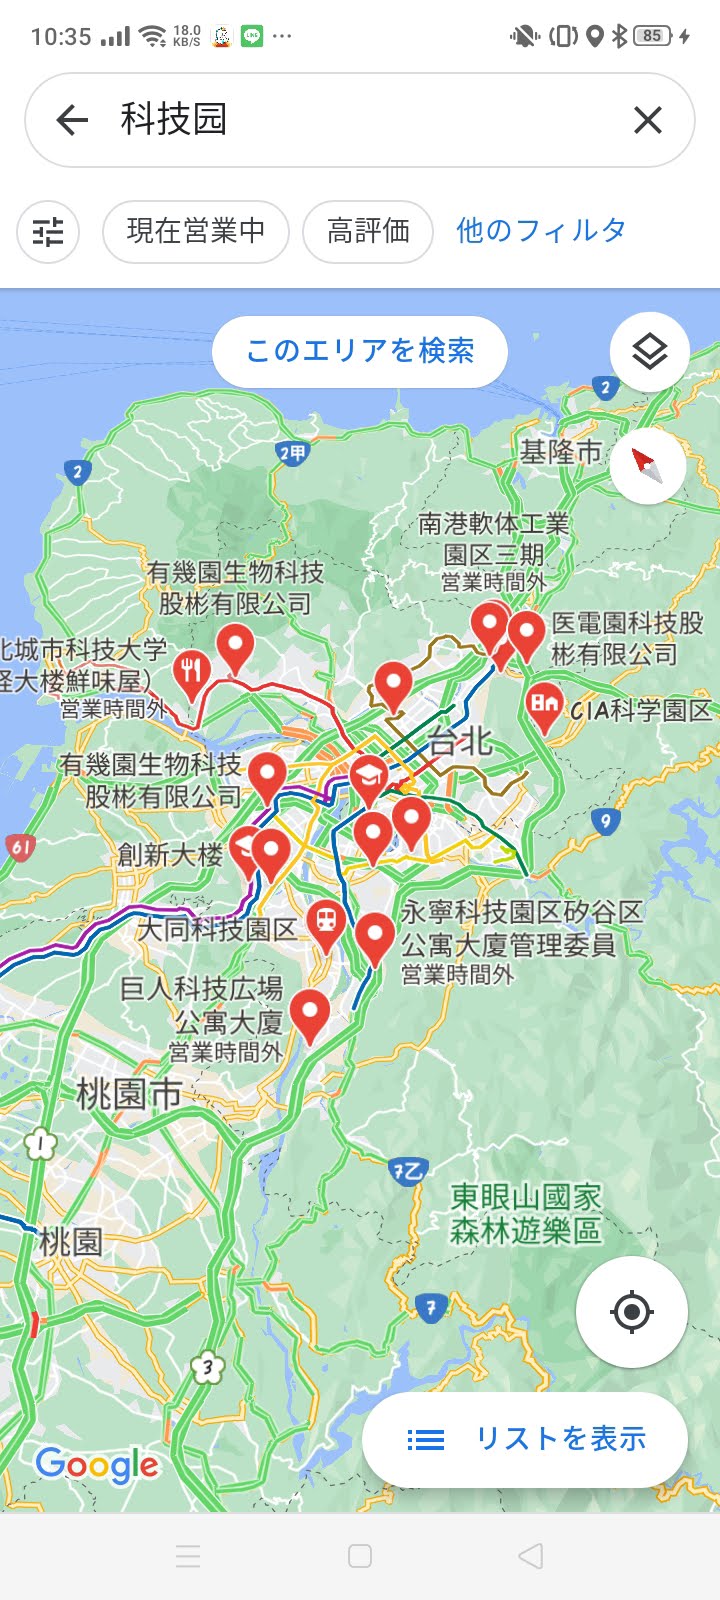 10:35
18.0
KB/S
85
科技园
現在営業中
高評価
他のフィルタ
このエリアを検索
2
2甲
2
基隆市
南港軟体工業
園区三期
営業時間外
有幾園生物科技
股彬有限公司
医電園科技股
彬有限公司
北城市科技大学
径大楼鮮味屋）
営業時間外
CIA科学園区
台北
有幾園生物科技
股彬有限公司
61
9
創新大楼
大同科技園区
永寧科技園区矽谷区
公寓大廈管理委員
営業時間外
巨人科技広場
公寓大廈
営業時間外
桃園市
1
7乙
東眼山國家
森林遊樂區
桃園
7
3
リストを表示
Google